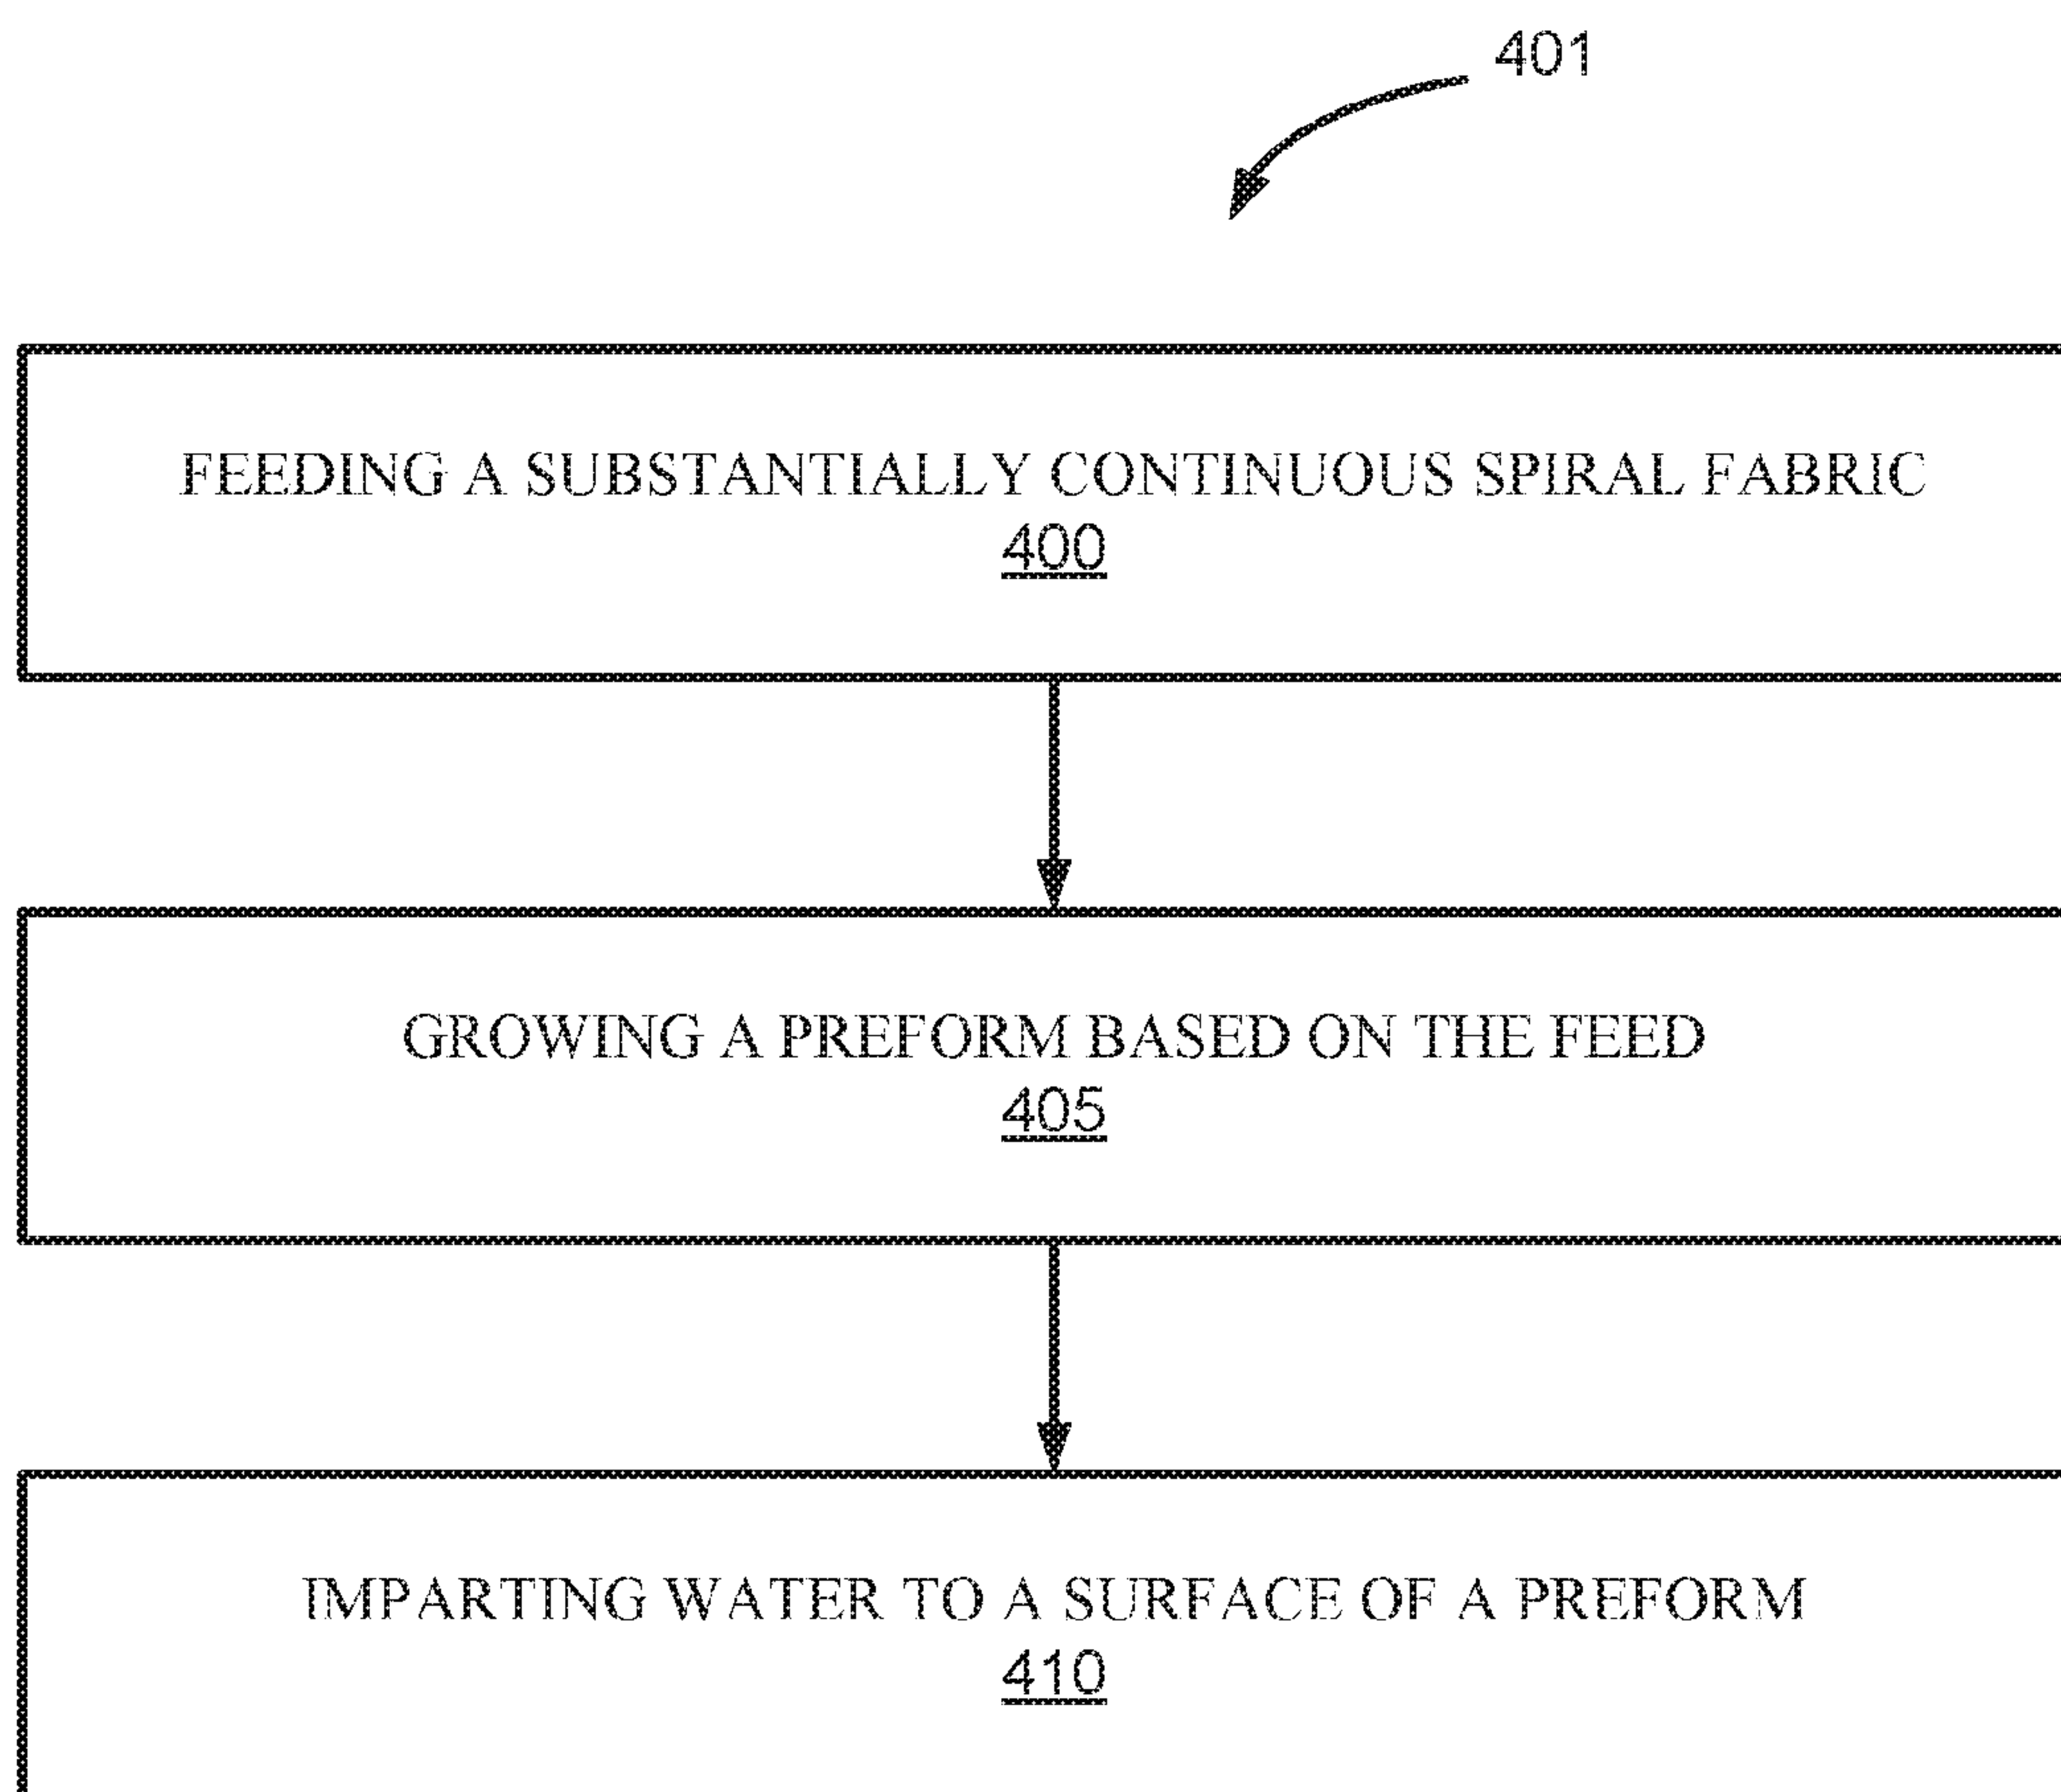 401
FEEDING A SUBSTANTIALLY CONTINUOUS SPIRAL FABRIC
400
GROWING A PREFORM BASED ON THE FEED
405
IMPARTING WATER TO A SURFACE OF A PREFORM
410